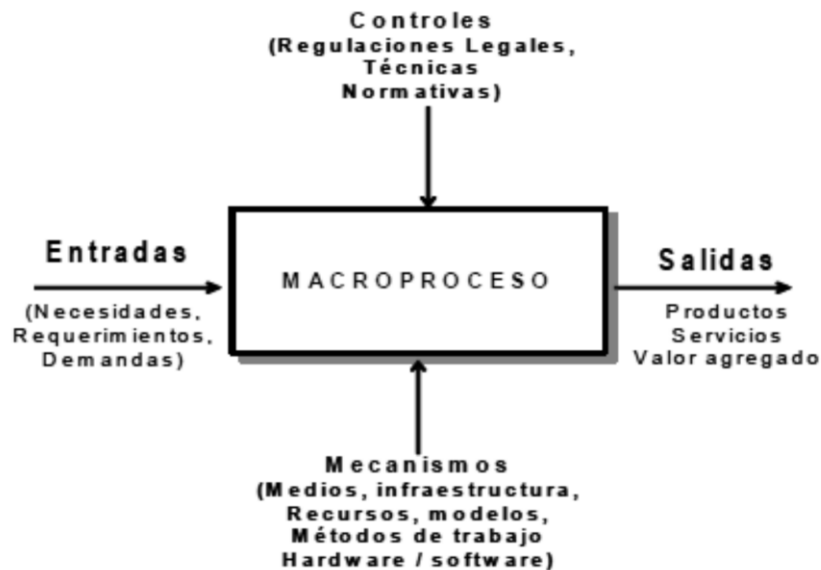 Controles
(Regulaciones Legales,
Técnicas
Normativas)
Entradas
(Necesidades,
Requerimientos,
Demandas)
MACROPROCESO
Salidas
Productos
Servicios
Valor agregado
Mecanismos
(Medios, infraestructura,
Recursos, modelos,
Métodos de trabajo
Hardware / software)